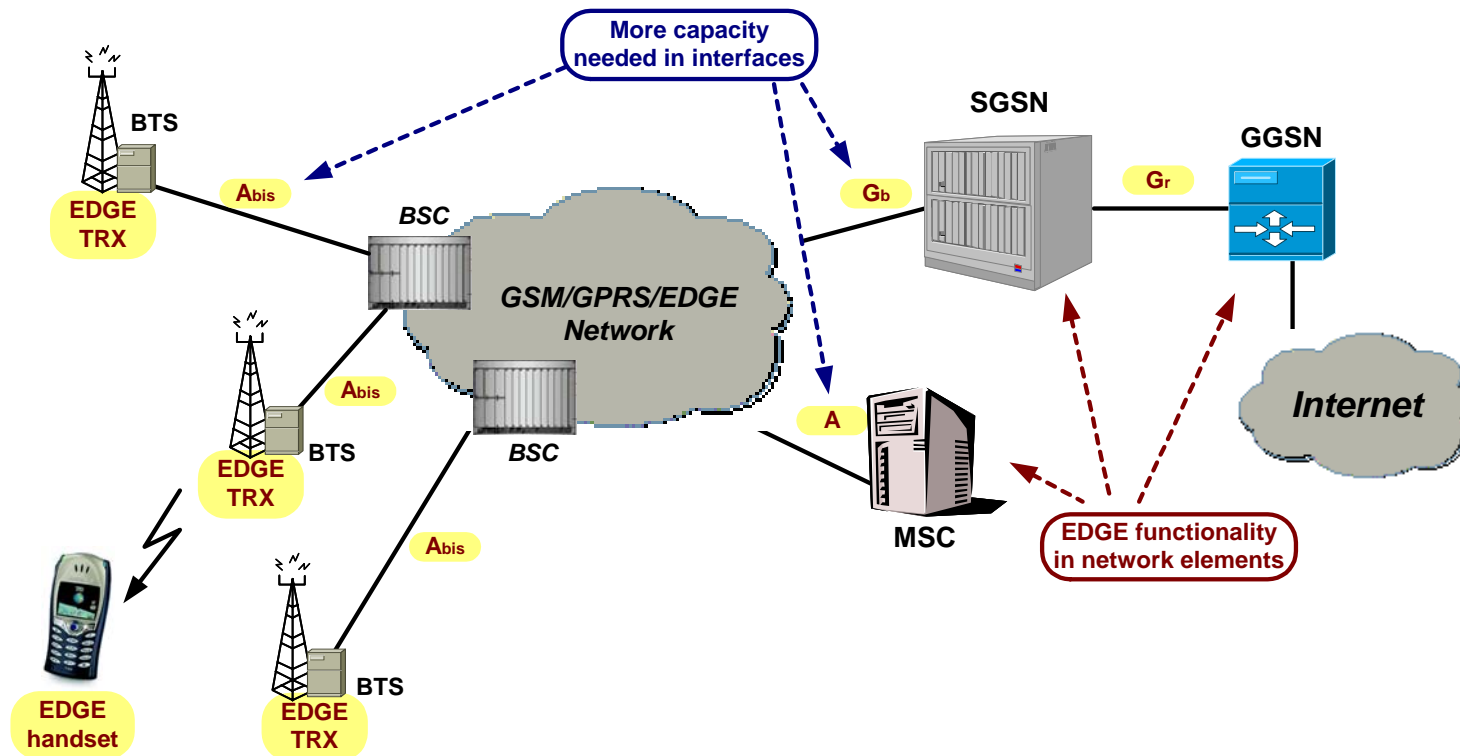 More capacity
needed in interfaces
SGSN
GGSN
BTS
Abis
Gb
Gr
EDGE
TRX
BSC
GSM/GPRS/EDGE
Network
Abis
A
Internet
BTS
BSC
EDGE
TRX
MSC
EDGE functionality
in network elements
Abis
BTS
EDGE
handset
EDGE
TRX